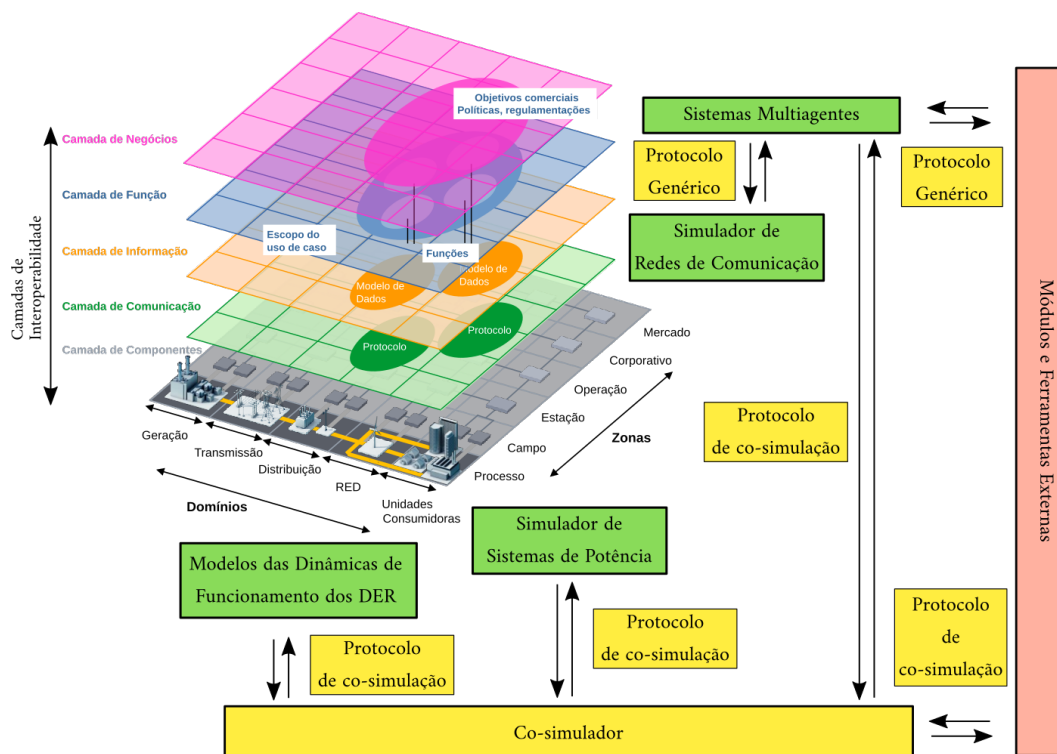 Camadas de
Interoperabilidade
Camada de Negócios
Camada de Função
Camada de Informação
Camada de Comunicação
Camada de Componentes
Objetivos comerciais
Políticas, regulamentações
Escopo do
uso de caso
Funções
Modelo de
Dados
Modelo de
Dados
Protocolo
Protocolo
Mercado
Corporativo
Operação
Estação
Campo
Processo
Zonas
Geração
Transmissão
Distribuição
RED
Unidades
Consumidoras
Domínios
Sistemas Multiagentes
Protocolo
Genérico
Protocolo
Genérico
Simulador de
Redes de Comunicação
Protocolo
de co-simulação
Simulador de
Sistemas de Potência
Modelos das Dinâmicas de
Funcionamento dos DER
Protocolo
de co-simulação
Protocolo
de co-simulação
Protocolo
de
co-simulação
Co-simulador
Módulos e Ferramentas Externas